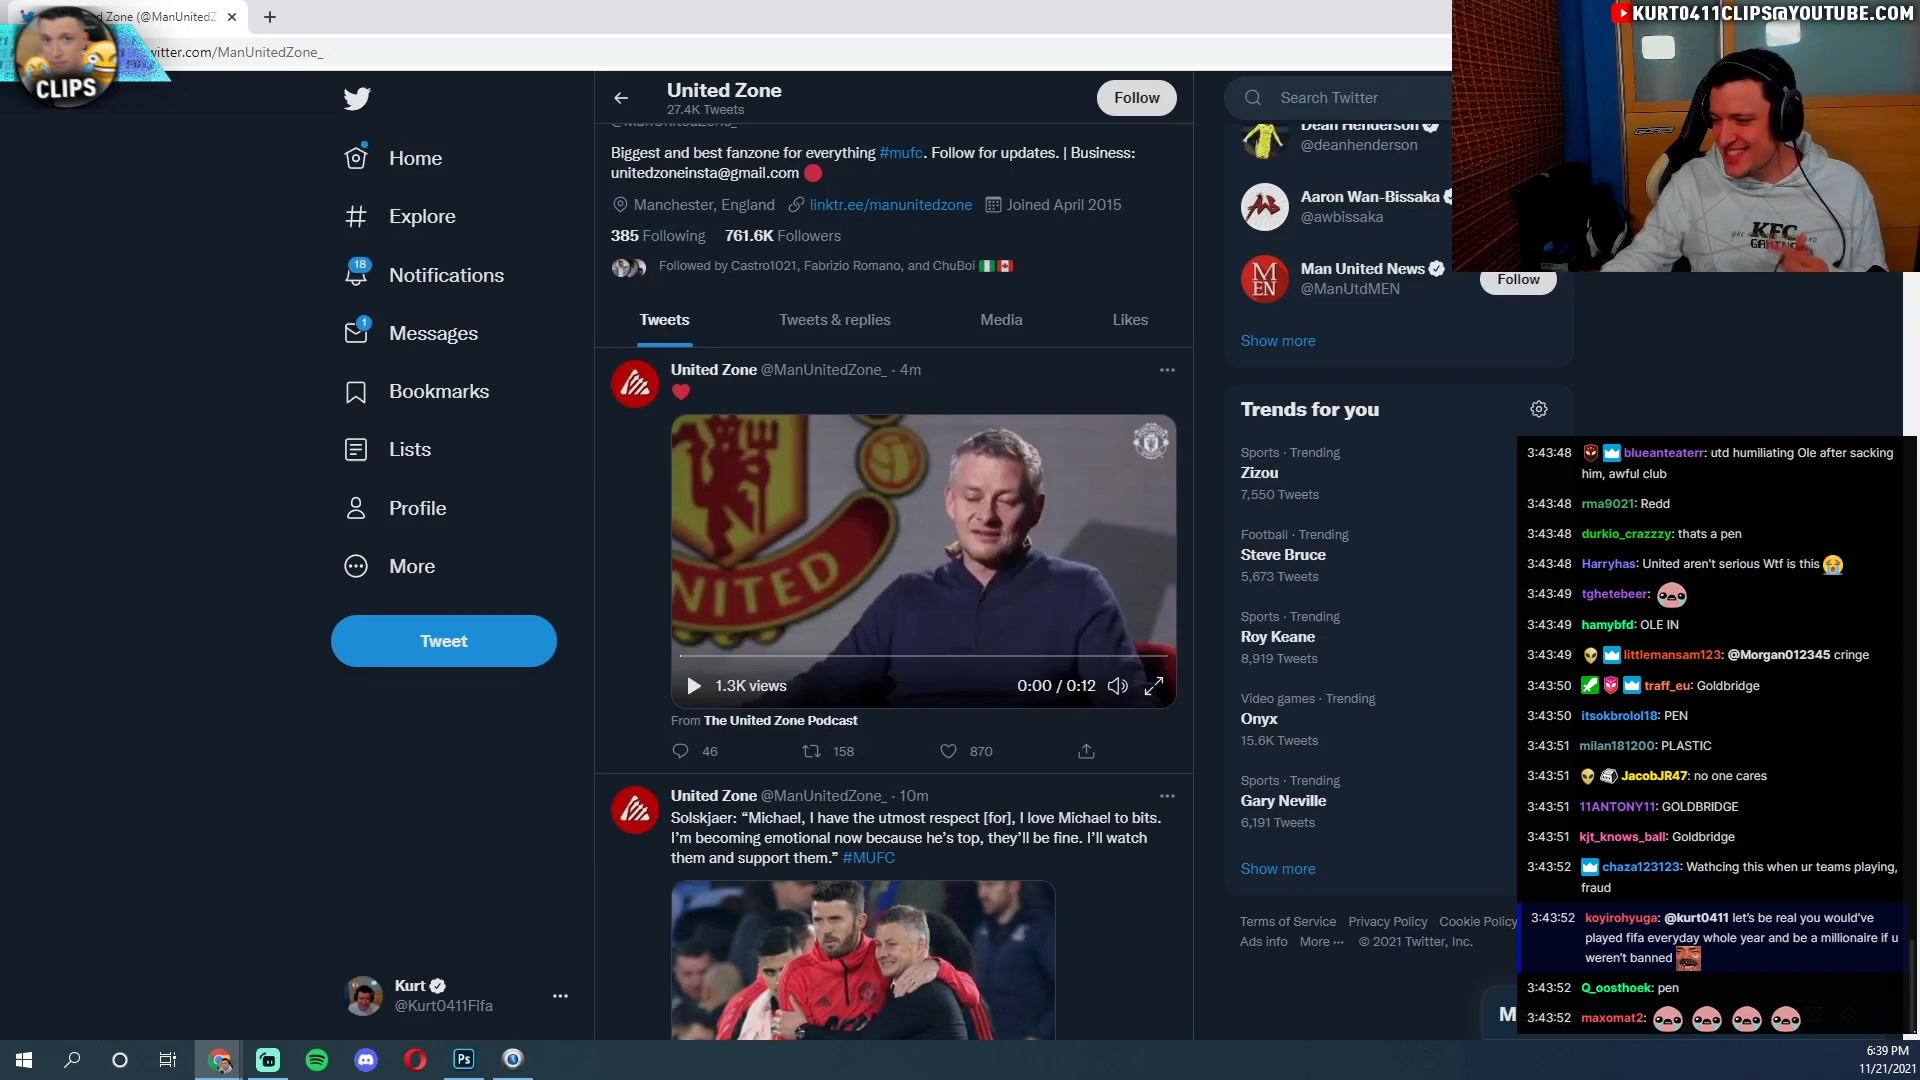 Zone (@ManUnitedZ
KURT0411CLIPS@YOUTUBE.COM
CLIPS
witter.com/ManUnitedZone_
United Zone
27.4K Tweets
Follow
Search Twitter
Home
Explore
18
Notifications
1
Messages
Bookmarks
Lists
Profile
More
Tweet
Kurt
@Kurt0411Fifa
@ManUnitedZone_
Biggest and best fanzone for everything #mufc. Follow for updates. | Business:
unitedzoneinsta@gmail.com
Manchester, England linktr.ee/manunitedzone Joined April 2015
385 Following 761.6K Followers
Followed by Castro1021, Fabrizio Romano, and ChuBoi
Tweets
Tweets & replies
Media
Likes
United Zone @ManUnitedZone_ · 4m
UNITED
1.3K views
0:00 / 0:12
From The United Zone Podcast
46
158
870
United Zone @ManUnitedZone_ · 10m
Solskjaer: “Michael, I have the utmost respect [for], I love Michael to bits.
I’m becoming emotional now because he’s top, they’ll be fine. I’ll watch
them and support them.” #MUFC
Dean Henderson
@deanhenderson
Aaron Wan-Bissaka
@awbissaka
MEN
Man United News
@ManUtdMEN
Follow
Show more
KFC
GAMING
Trends for you
Sports · Trending
Zizou
7,550 Tweets
Football · Trending
Steve Bruce
5,673 Tweets
Sports · Trending
Roy Keane
8,919 Tweets
Video games · Trending
Onyx
15.6K Tweets
Sports · Trending
Gary Neville
6,191 Tweets
Show more
Terms of Service Privacy Policy Cookie Policy
Ads info More ··· © 2021 Twitter, Inc.
M
3:43:48 blueanteaterr: utd humiliating Ole after sacking
him, awful club
3:43:48 rma9021: Redd
3:43:48 durkio_crazzzy: thats a pen
3:43:48 Harryhas: United aren't serious Wtf is this
3:43:49 tghetebeer:
3:43:49 hamybfd: OLE IN
3:43:49 littlemansam123: @Morgan012345 cringe
3:43:50 traff_eu: Goldbridge
3:43:50 itsokbrolol18: PEN
3:43:51 milan181200: PLASTIC
3:43:51 JacobJR47: no one cares
3:43:51 11ANTONY11: GOLDBRIDGE
3:43:51 kjt_knows_ball: Goldbridge
3:43:52 chaza123123: Wathcing this when ur teams playing,
fraud
3:43:52 koyirohyuga: @kurt0411 let's be real you would've
played fifa everyday whole year and be a millionaire if u
weren't banned
3:43:52 Q_oosthoek: pen
3:43:52 maxomat2:
Ps
6:39 PM
11/21/2021